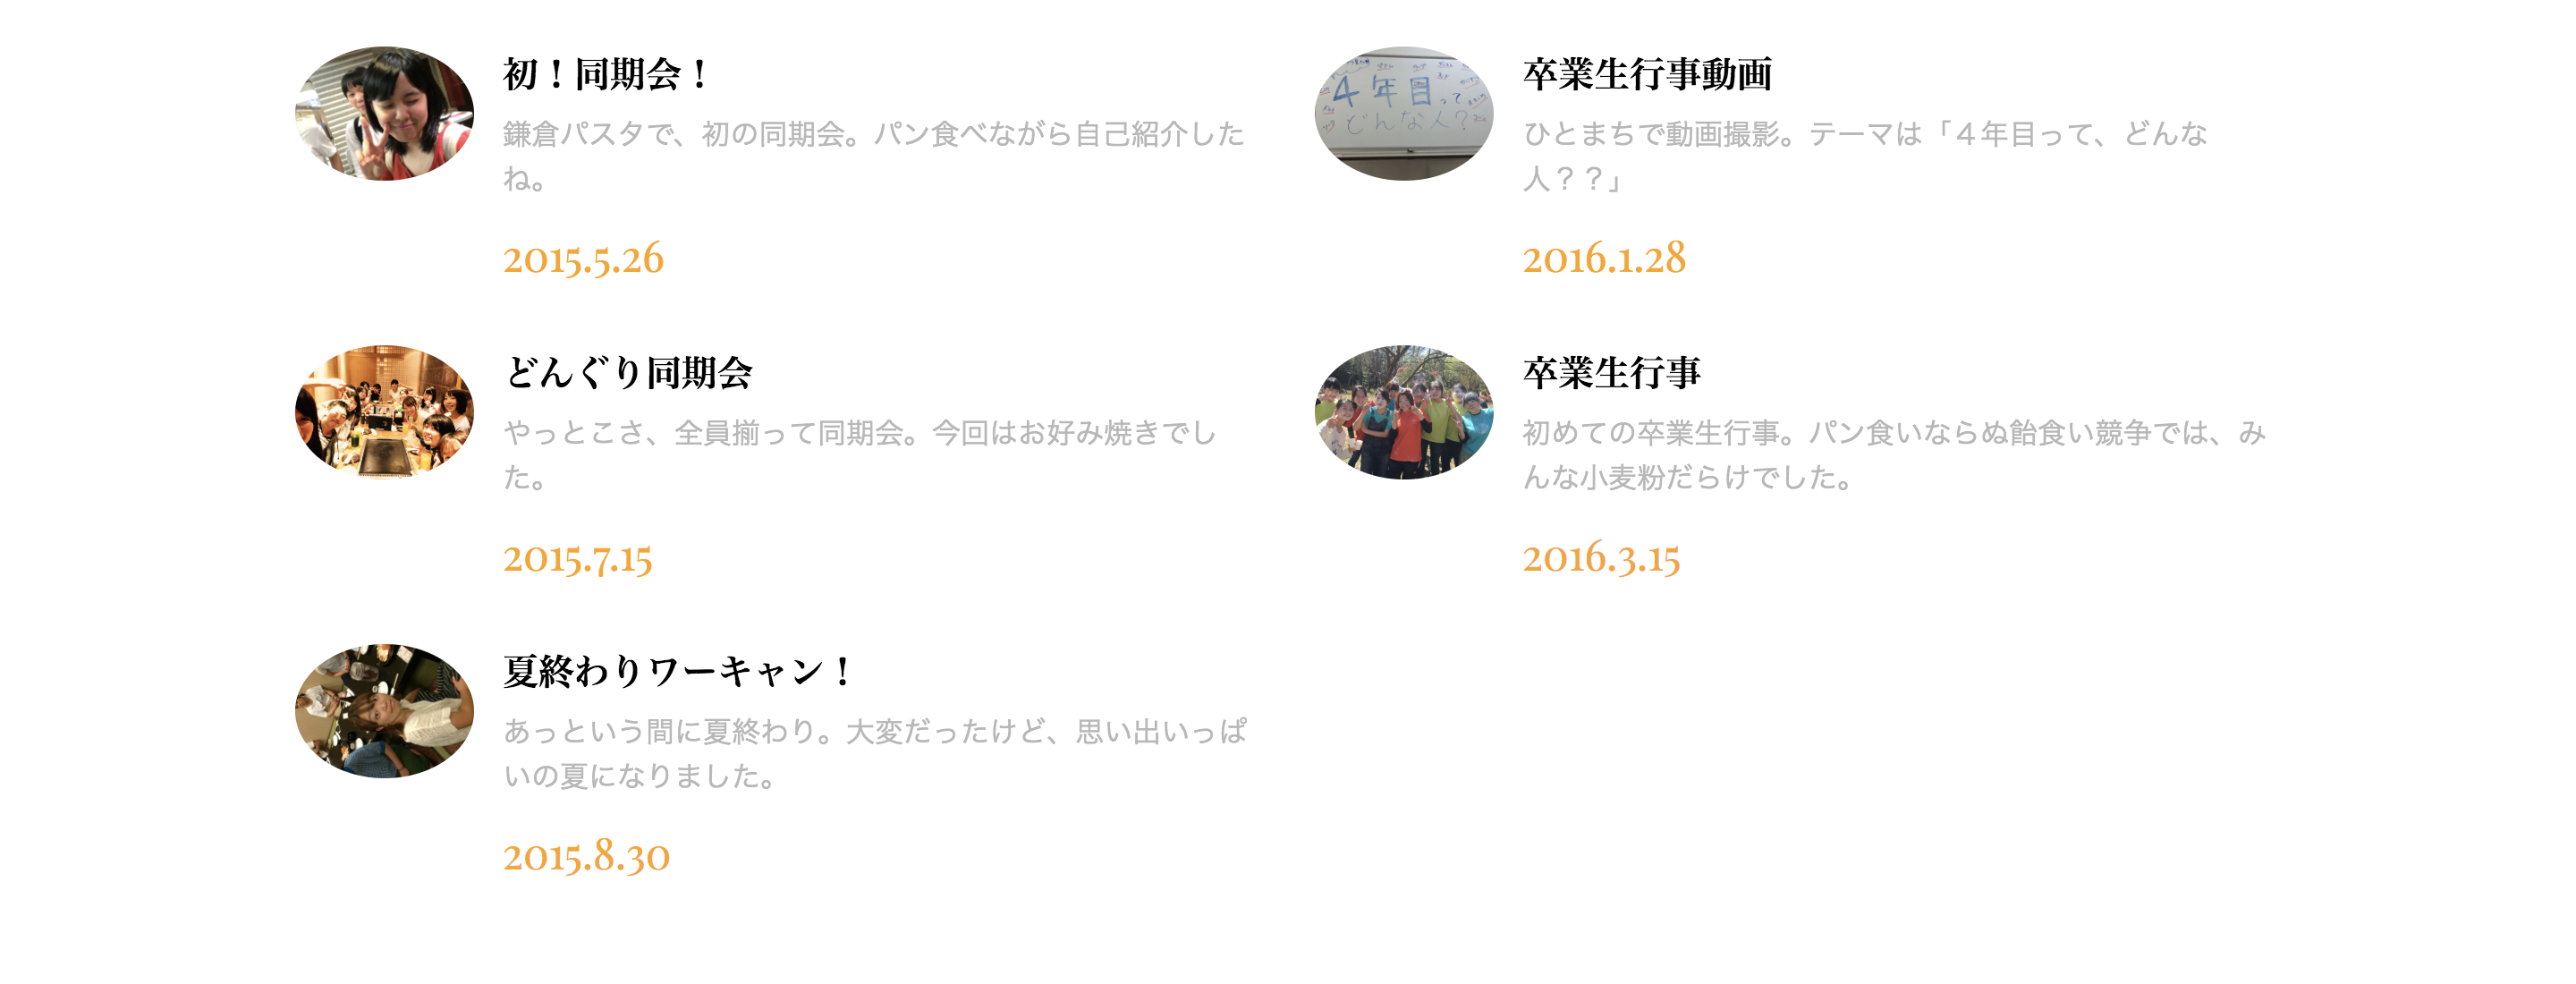 初！同期会！
鎌倉パスタで、初の同期会。パン食べながら自己紹介した
ね。
2015.5.26
どんぐり同期会
やっとこさ、全員揃って同期会。今回はお好み焼きでし
た。
2015.7.15
夏終わりワーキャン！
あっという間に夏終わり。大変だったけど、思い出いっぱ
いの夏になりました。
2015.8.30
4年目って
どんな人？
卒業生行事動画
ひとまちで動画撮影。テーマは「４年目って、どんな
人？？」
2016.1.28
卒業生行事
初めての卒業生行事。パン食いならぬ飴食い競争では、み
んな小麦粉だらけでした。
2016.3.15